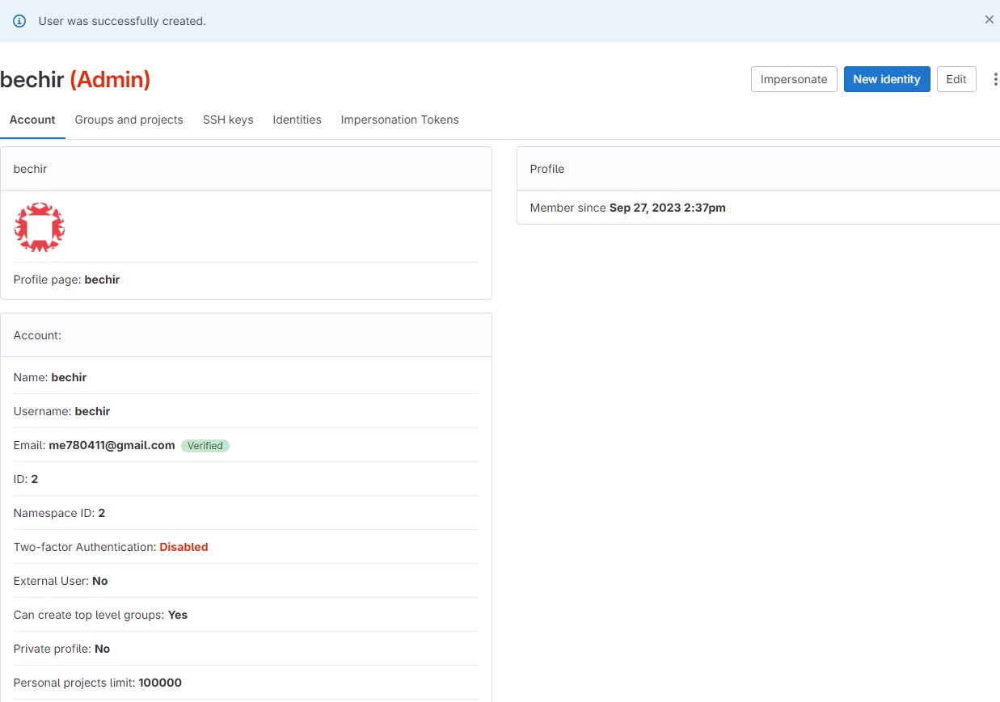 User was successfully created.
bechir (Admin)
Impersonate
New identity
Edit
Account
Groups and projects
SSH keys
Identities
Impersonation Tokens
bechir
Profile page: bechir
Account:
Name: bechir
Username: bechir
Email: me780411@gmail.com Verified
ID: 2
Namespace ID: 2
Two-factor Authentication: Disabled
External User: No
Can create top level groups: Yes
Private profile: No
Personal projects limit: 100000
Profile
Member since Sep 27, 2023 2:37pm